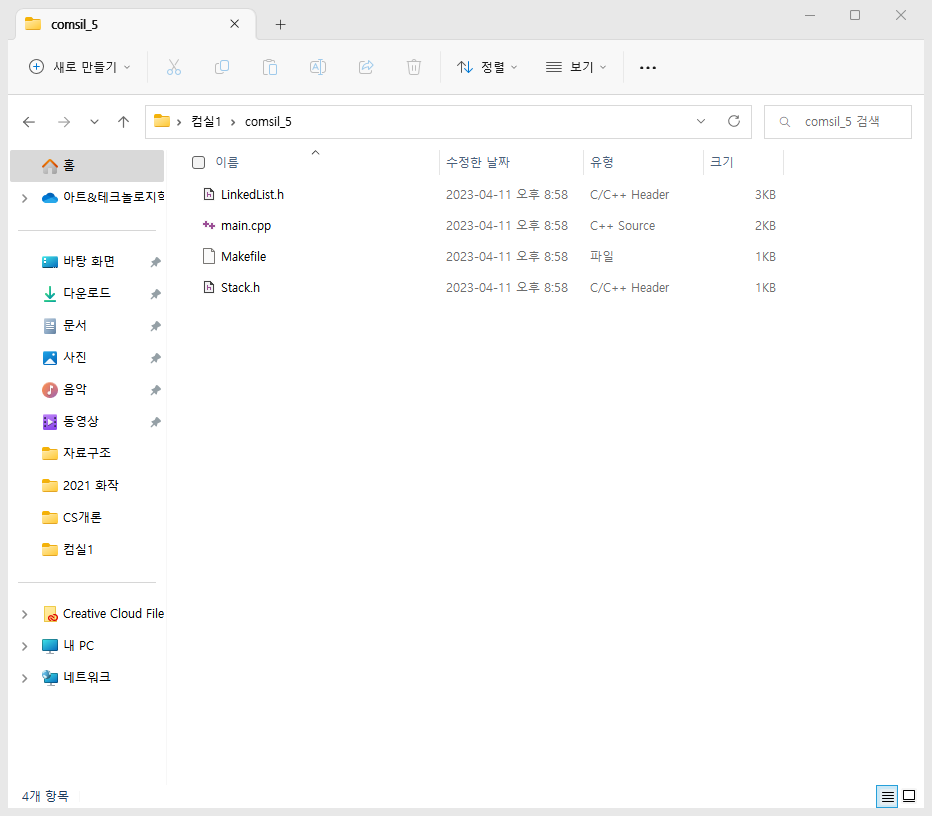 comsil_5
새로 만들기
정렬
보기
컴실1 comsil_5
comsil_5 검색
홈
아트&테크놀로지학
바탕 화면
다운로드
문서
사진
음악
동영상
자료구조
2021 화작
CS개론
컴실1
Creative Cloud File
내 PC
네트워크
이름 수정한 날짜 유형 크기
LinkedList.h 2023-04-11 오후 8:58 C/C++ Header 3KB
main.cpp 2023-04-11 오후 8:58 C++ Source 2KB
Makefile 2023-04-11 오후 8:58 파일 1KB
Stack.h 2023-04-11 오후 8:58 C/C++ Header 1KB
4개 항목